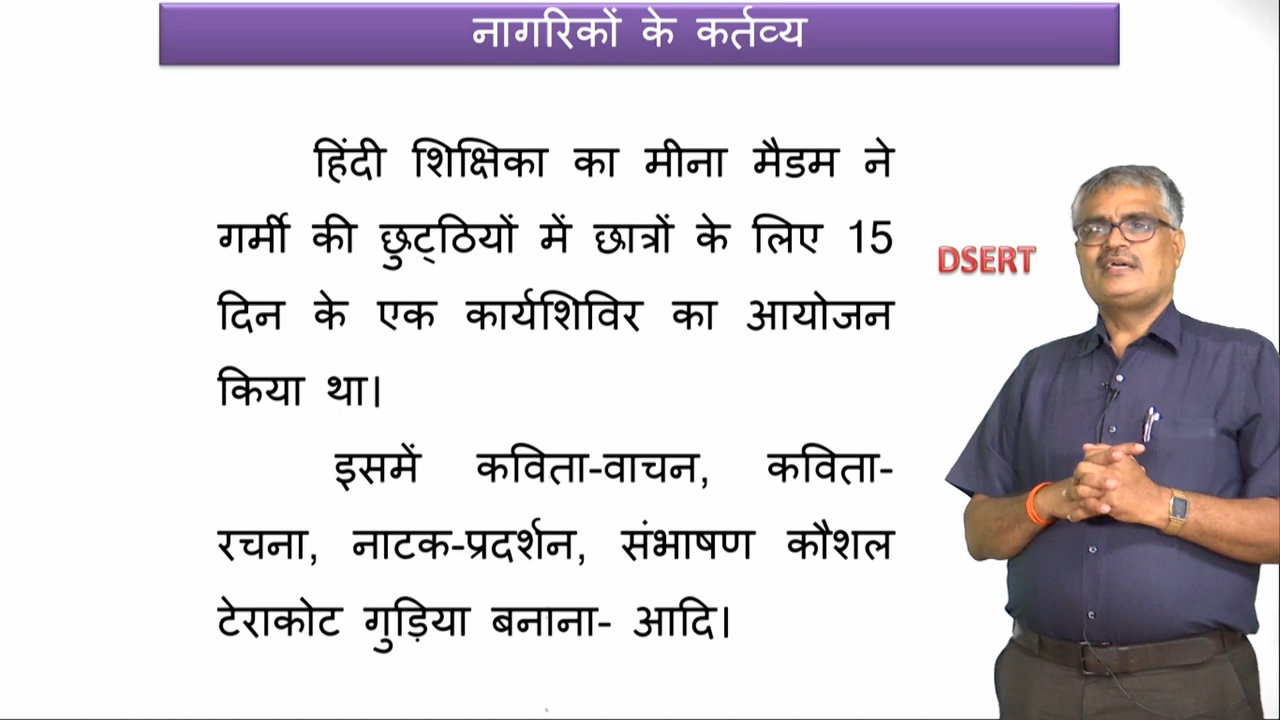 नागरिकों के कर्तव्य
हिंदी शिक्षिका का मीना मैडम ने
गर्मी की छुट्ठियों में छात्रों के लिए 15
दिन के एक कार्यशिविर का आयोजन
किया था।
इसमें कविता-वाचन, कविता-
रचना, नाटक-प्रदर्शन, संभाषण कौशल
टेराकोट गुड़िया बनाना- आदि।
DSERT